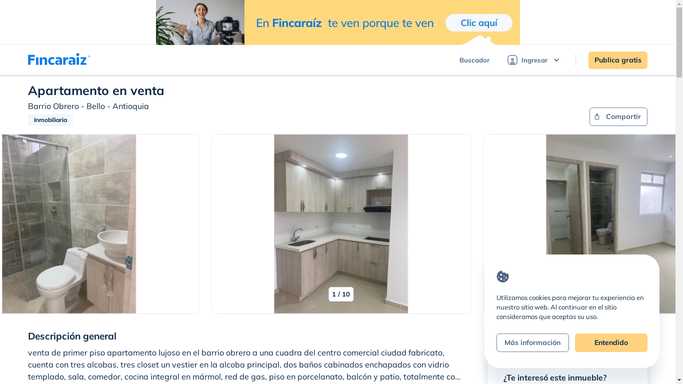 En Fincaraíz te ven porque te ven
Clic aquí
Fincaraiz
Buscador
Ingresar
Publica gratis
Apartamento en venta
Barrio Obrero - Bello - Antioquia
Inmobiliaria
Compartir
1 / 10
Utilizamos cookies para mejorar tu experiencia en
nuestro sitio web. Al continuar en el sitio
consideramos que aceptas su uso.
Más información
Entendido
Descripción general
venta de primer piso apartamento lujoso en el barrio obrero a una cuadra del centro comercial ciudad fabricato,
cuenta con tres alcobas, tres closet un vestier en la alcoba principal. dos baños cabinados enchapados con vidrio
templado, sala, comedor, cocina integral en mármol, red de gas, piso en porcelanato, balcón y patio, totalmente co...
¿Te interesó este inmueble?